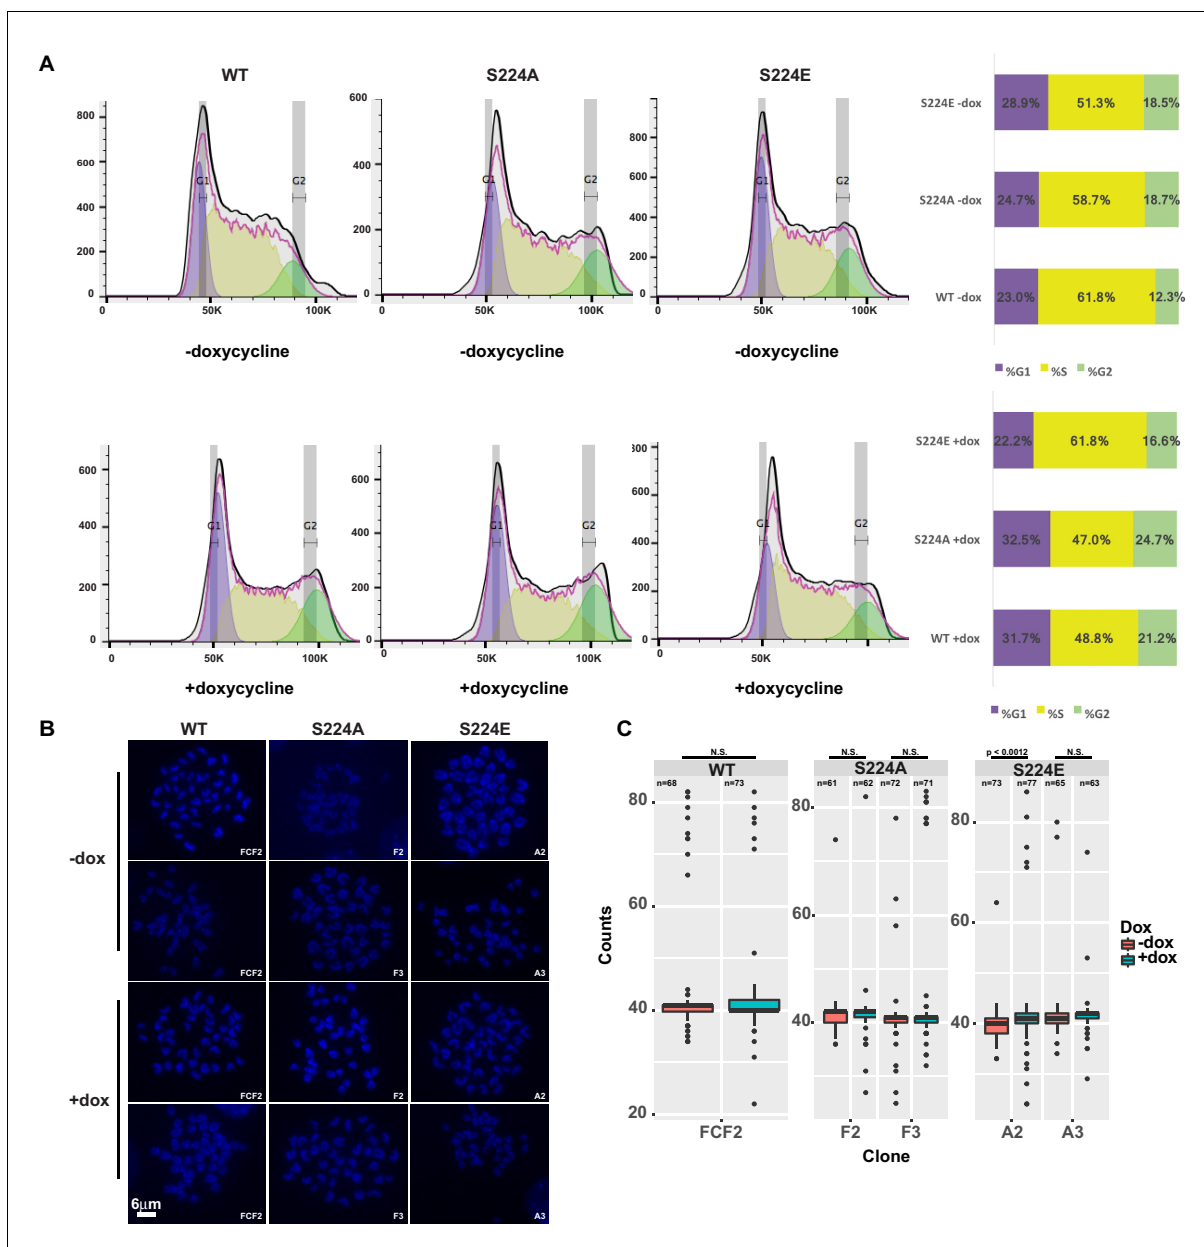 A
WT
S224A
S224E
800
600
400
200
0
0
50K
100K
G1
G2
-doxycycline
600
400
200
0
0
50K
100K
G1
G2
-doxycycline
800
600
400
200
0
0
50K
100K
G1
G2
-doxycycline
S224E -dox
28.9%
51.3%
18.5%
S224A -dox
24.7%
58.7%
18.7%
WT -dox
23.0%
61.8%
12.3%
%G1 %S %G2
600
400
200
0
0
50K
100K
G1
G2
+doxycycline
600
400
200
0
0
50K
100K
G1
G2
+doxycycline
800
600
400
200
0
0
50K
G1
G2
+doxycycline
S224E +dox
22.2%
61.8%
16.6%
S224A +dox
32.5%
47.0%
24.7%
WT +dox
31.7%
48.8%
21.2%
%G1 %S %G2
B
WT
S224A
S224E
-dox
+dox
FCF2
F2
A2
FCF2
F3
A3
FCF2
F2
A2
6μm
FCF2
F3
A3
C
N.S.
N.S.
N.S.
p < 0.0012
N.S.
WT
S224A
S224E
n=68
n=73
n=61
n=62
n=72
n=71
n=73
n=77
n=65
n=63
80
60
40
20
80
60
40
80
60
40
Counts
FCF2
F2
F3
A2
A3
Clone
Dox
-dox
+dox